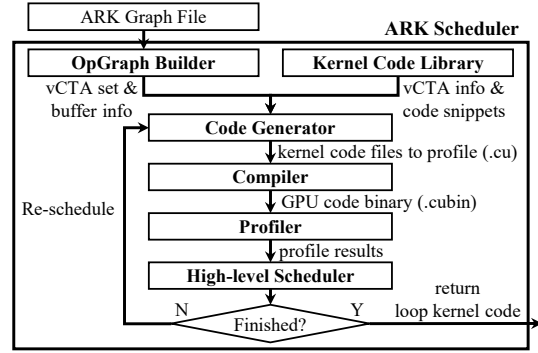 ARK Graph File
ARK Scheduler
OpGraph Builder
Kernel Code Library
vCTA set &
buffer info
vCTA info &
code snippets
Code Generator
kernel code files to profile (.cu)
Compiler
GPU code binary (.cubin)
Re-schedule
Profiler
profile results
High-level Scheduler
return
loop kernel code
N
Finished?
Y